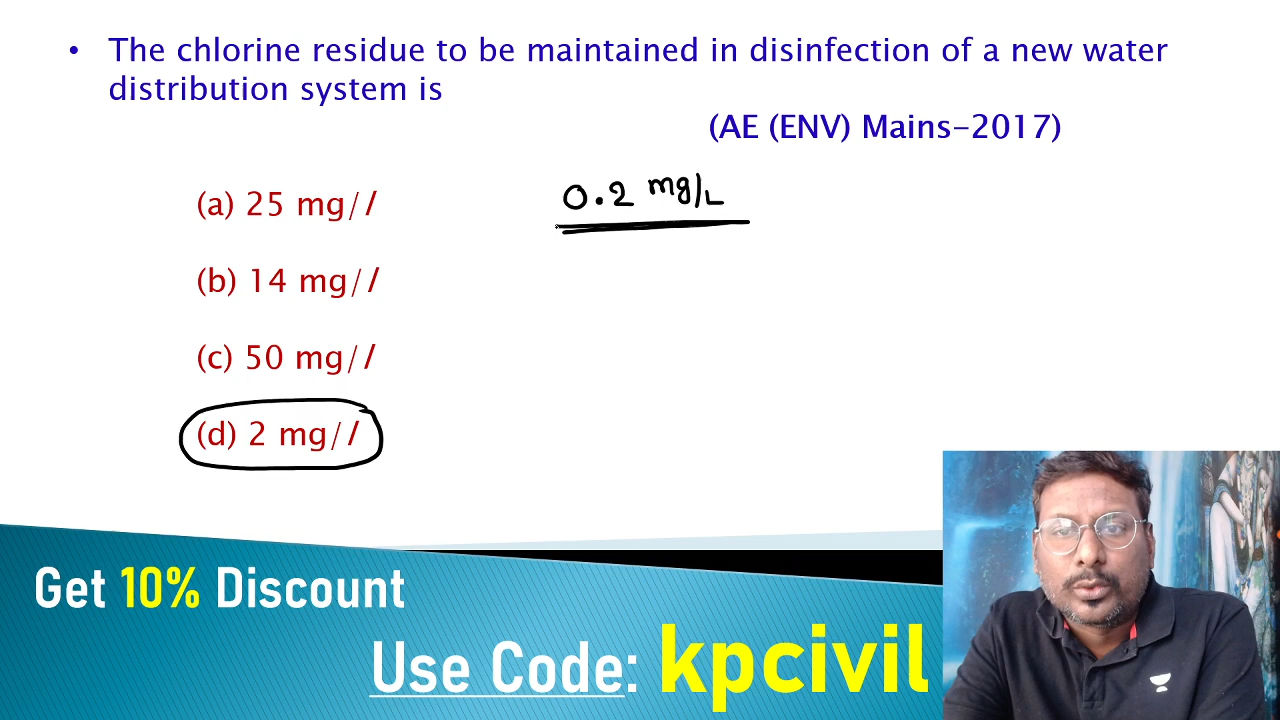 • The chlorine residue to be maintained in disinfection of a new water
distribution system is
(AE (ENV) Mains-2017)
(a) 25 mg/l
0.2 mg/L
(b) 14 mg/l
(c) 50 mg/l
(d) 2 mg/l
Get 10% Discount
Use Code: kpcivil